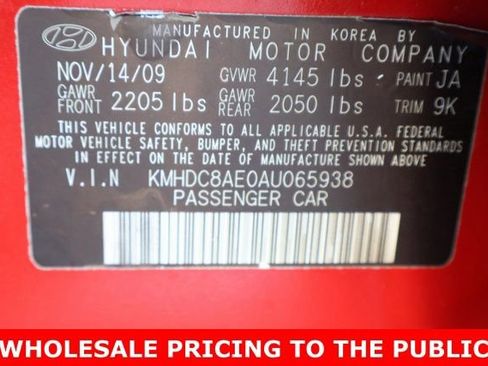 MANUFACTURED IN KOREA BY
HYUNDAI MOTOR COMPANY
NOV/14/09 GVWR 4145 lbs PAINT JA
GAWR FRONT 2205 lbs GAWR REAR 2050 lbs TRIM 9K
THIS VEHICLE CONFORMS TO ALL APPLICABLE U.S.A. FEDERAL
MOTOR VEHICLE SAFETY, BUMPER, AND THEFT PREVENTION STANDARDS
IN EFFECT ON THE DATE OF MANUFACTURE SHOWN ABOVE.
V.I.N KMHDC8AE0AU065938
PASSENGER CAR
WHOLESALE PRICING TO THE PUBLIC